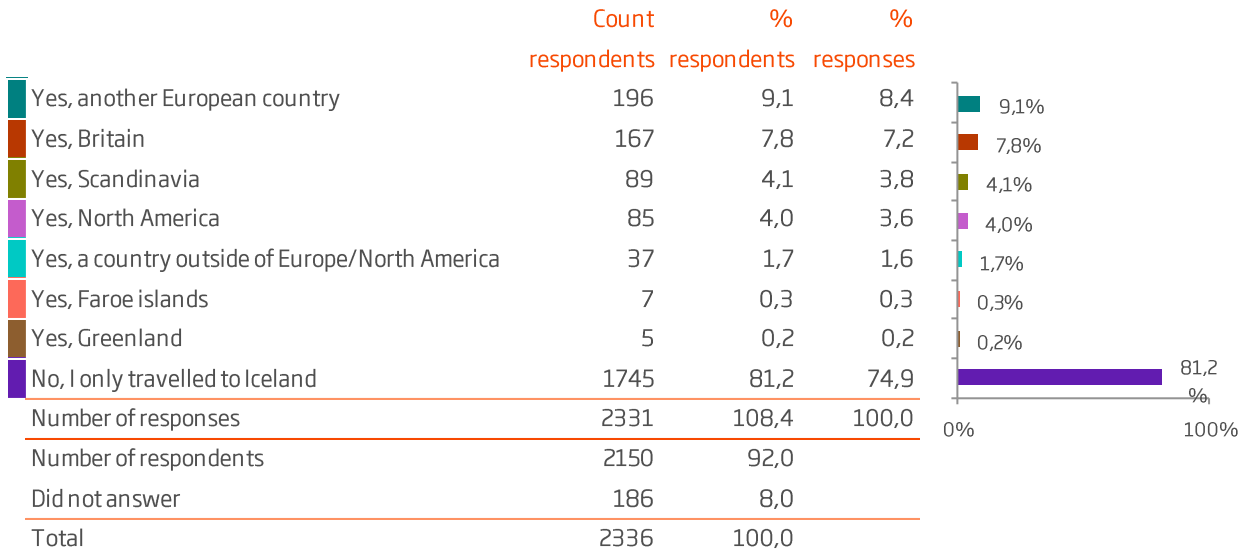 Count % %
respondents respondents responses
Yes, another European country 196 9,1 8,4 9,1%
Yes, Britain 167 7,8 7,2 7,8%
Yes, Scandinavia 89 4,1 3,8 4,1%
Yes, North America 85 4,0 3,6 4,0%
Yes, a country outside of Europe/North America 37 1,7 1,6 1,7%
Yes, Faroe islands 7 0,3 0,3 0,3%
Yes, Greenland 5 0,2 0,2 0,2%
No, I only travelled to Iceland 1745 81,2 74,9 81,2
%
Number of responses 2331 108,4 100,0 0% 100%
Number of respondents 2150 92,0
Did not answer 186 8,0
Total 2336 100,0